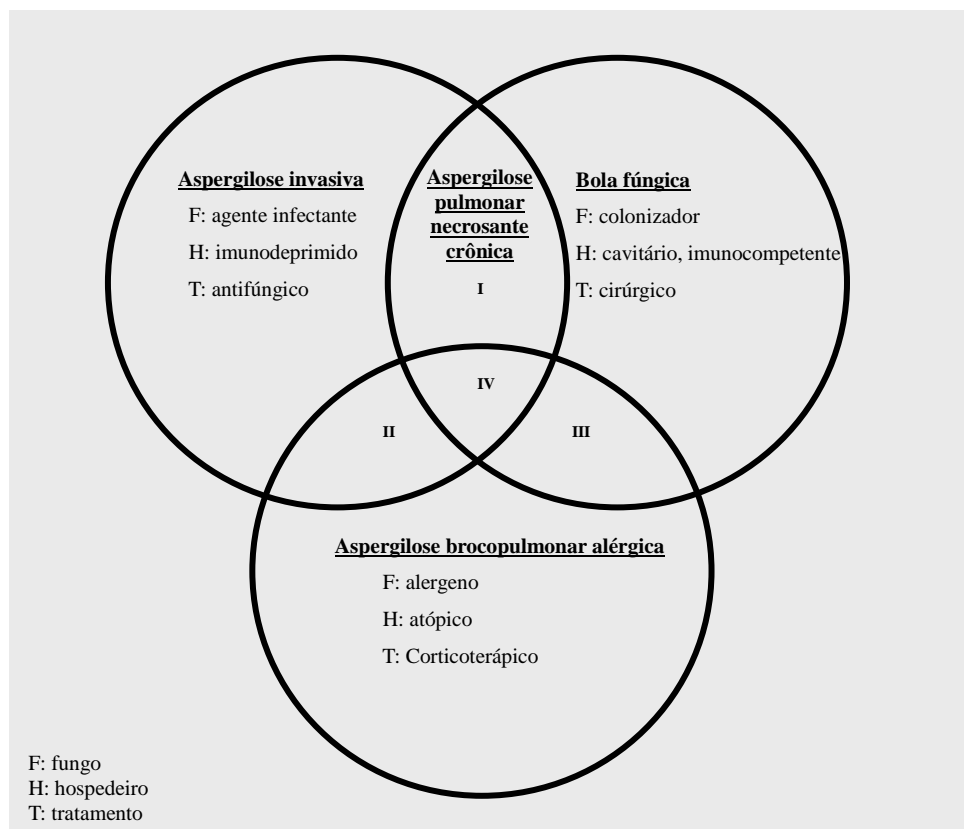 Aspergilose invasiva
F: agente infectante
H: imunodeprimido
T: antifúngico
Aspergilose
pulmonar
necrosante
crônica
I
Bola fúngica
F: colonizador
H: cavitário, imunocompetente
T: cirúrgico
IV
II
III
Aspergilose brocopulmonar alérgica
F: alergeno
H: atópico
T: Corticoterápico
F: fungo
H: hospedeiro
T: tratamento